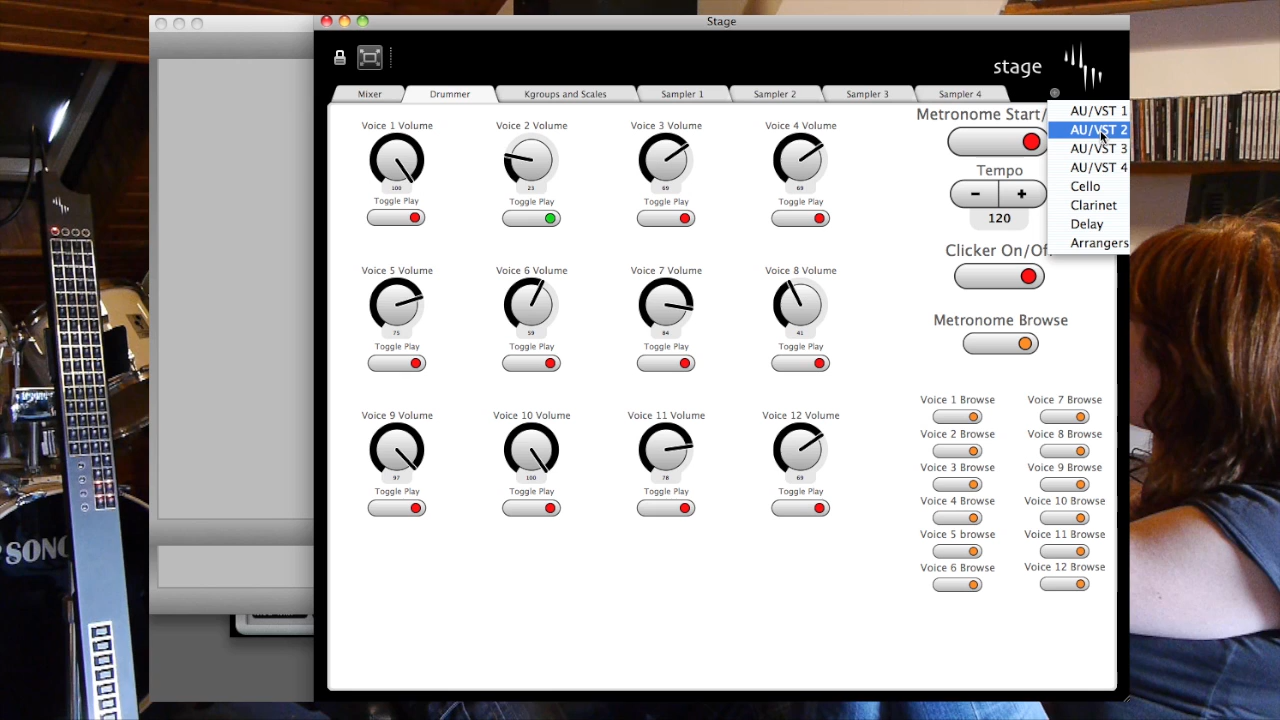 Stage
stage
Mixer
Drummer
Kgroups and Scales
Sampler 1
Sampler 2
Sampler 3
Sampler 4
AU/VST 1
AU/VST 2
AU/VST 3
AU/VST 4
Cello
Clarinet
Delay
Arrangers
Metronome Start/
Tempo
− +
120
Clicker On/Of
Metronome Browse
Voice 1 Volume
100
Toggle Play
Voice 2 Volume
23
Toggle Play
Voice 3 Volume
69
Toggle Play
Voice 4 Volume
69
Toggle Play
Voice 5 Volume
75
Toggle Play
Voice 6 Volume
59
Toggle Play
Voice 7 Volume
84
Toggle Play
Voice 8 Volume
41
Toggle Play
Voice 9 Volume
97
Toggle Play
Voice 10 Volume
100
Toggle Play
Voice 11 Volume
78
Toggle Play
Voice 12 Volume
69
Toggle Play
Voice 1 Browse
Voice 2 Browse
Voice 3 Browse
Voice 4 Browse
Voice 5 browse
Voice 6 Browse
Voice 7 Browse
Voice 8 Browse
Voice 9 Browse
Voice 10 Browse
Voice 11 Browse
Voice 12 Browse
SONO